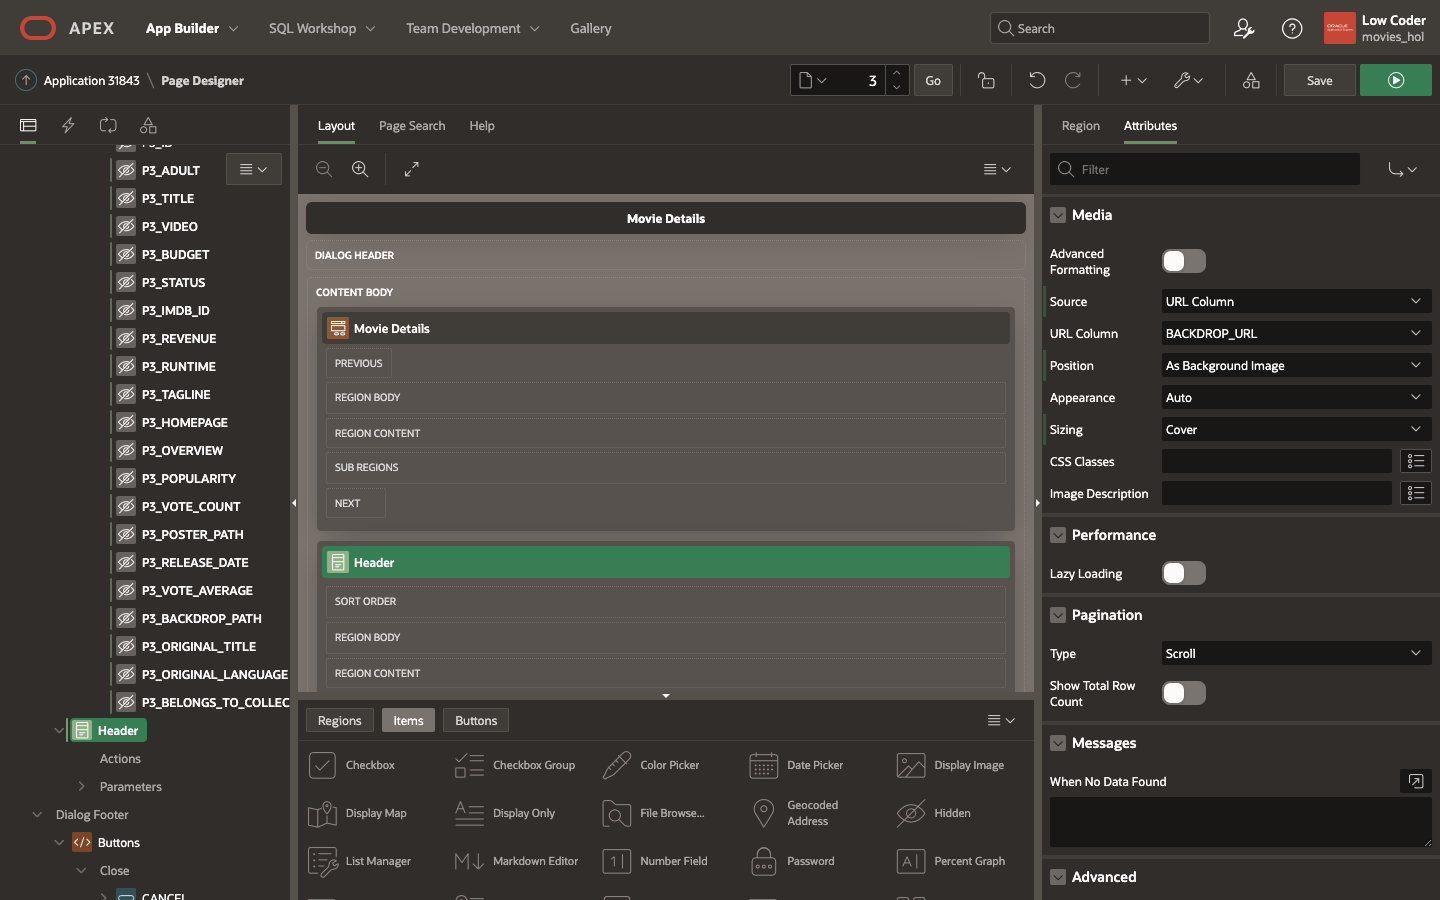 APEX
App Builder
SQL Workshop
Team Development
Gallery
Search
Low Coder
movies_hol
Application 31843 \ Page Designer
3
Go
Save
P3_ID
P3_ADULT
P3_TITLE
P3_VIDEO
P3_BUDGET
P3_STATUS
P3_IMDB_ID
P3_REVENUE
P3_RUNTIME
P3_TAGLINE
P3_HOMEPAGE
P3_OVERVIEW
P3_POPULARITY
P3_VOTE_COUNT
P3_POSTER_PATH
P3_RELEASE_DATE
P3_VOTE_AVERAGE
P3_BACKDROP_PATH
P3_ORIGINAL_TITLE
P3_ORIGINAL_LANGUAGE
P3_BELONGS_TO_COLLEC
Header
Actions
Parameters
Dialog Footer
Buttons
Close
CANCEL
Layout
Page Search
Help
Movie Details
DIALOG HEADER
CONTENT BODY
Movie Details
PREVIOUS
REGION BODY
REGION CONTENT
SUB REGIONS
NEXT
Header
SORT ORDER
REGION BODY
REGION CONTENT
Regions
Items
Buttons
Checkbox
Checkbox Group
Color Picker
Date Picker
Display Image
Display Map
Display Only
File Browse...
Geocoded
Address
Hidden
List Manager
Markdown Editor
Number Field
Password
Percent Graph
Region
Attributes
Filter
Media
Advanced
Formatting
Source
URL Column
URL Column
BACKDROP_URL
Position
As Background Image
Appearance
Auto
Sizing
Cover
CSS Classes
Image Description
Performance
Lazy Loading
Pagination
Type
Scroll
Show Total Row
Count
Messages
When No Data Found
Advanced